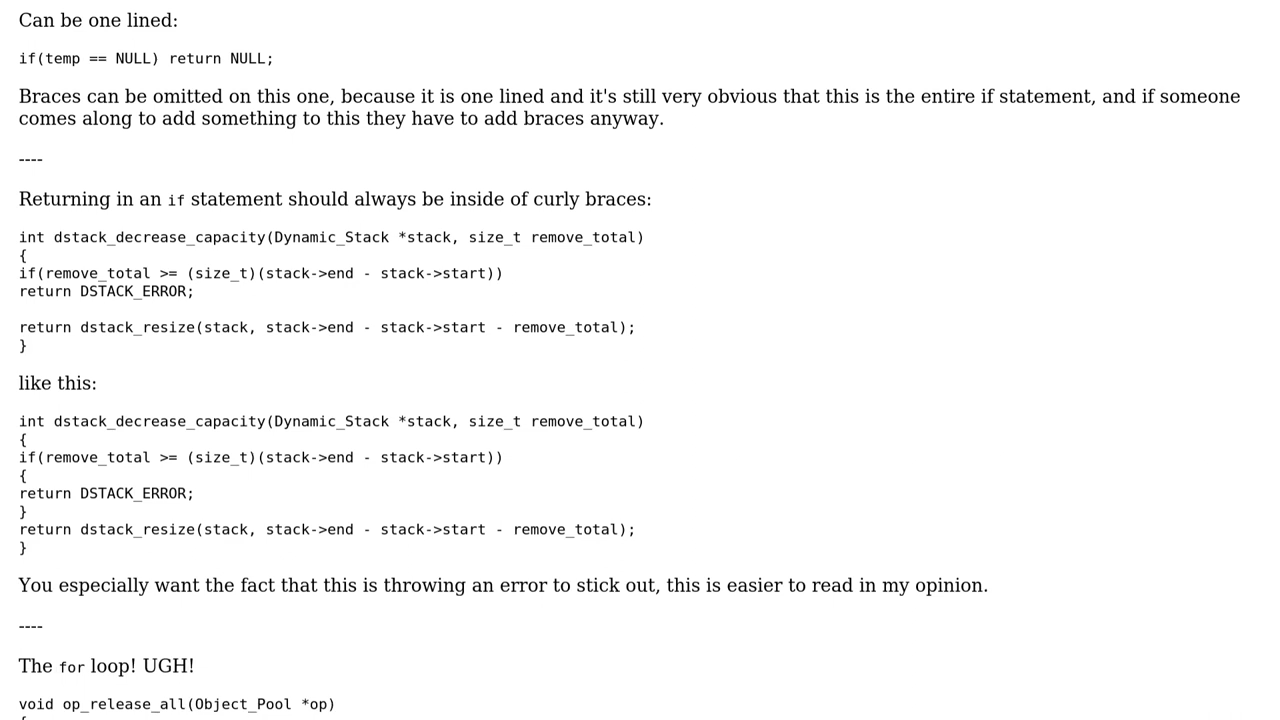 Can be one lined:
if(temp == NULL) return NULL;
Braces can be omitted on this one, because it is one lined and it's still very obvious that this is the entire if statement, and if someone
comes along to add something to this they have to add braces anyway.
----
Returning in an if statement should always be inside of curly braces:
int dstack_decrease_capacity(Dynamic_Stack *stack, size_t remove_total)
{
if(remove_total >= (size_t)(stack->end - stack->start))
return DSTACK_ERROR;
return dstack_resize(stack, stack->end - stack->start - remove_total);
}
like this:
int dstack_decrease_capacity(Dynamic_Stack *stack, size_t remove_total)
{
if(remove_total >= (size_t)(stack->end - stack->start))
{
return DSTACK_ERROR;
}
return dstack_resize(stack, stack->end - stack->start - remove_total);
}
You especially want the fact that this is throwing an error to stick out, this is easier to read in my opinion.
----
The for loop! UGH!
void op_release_all(Object_Pool *op)